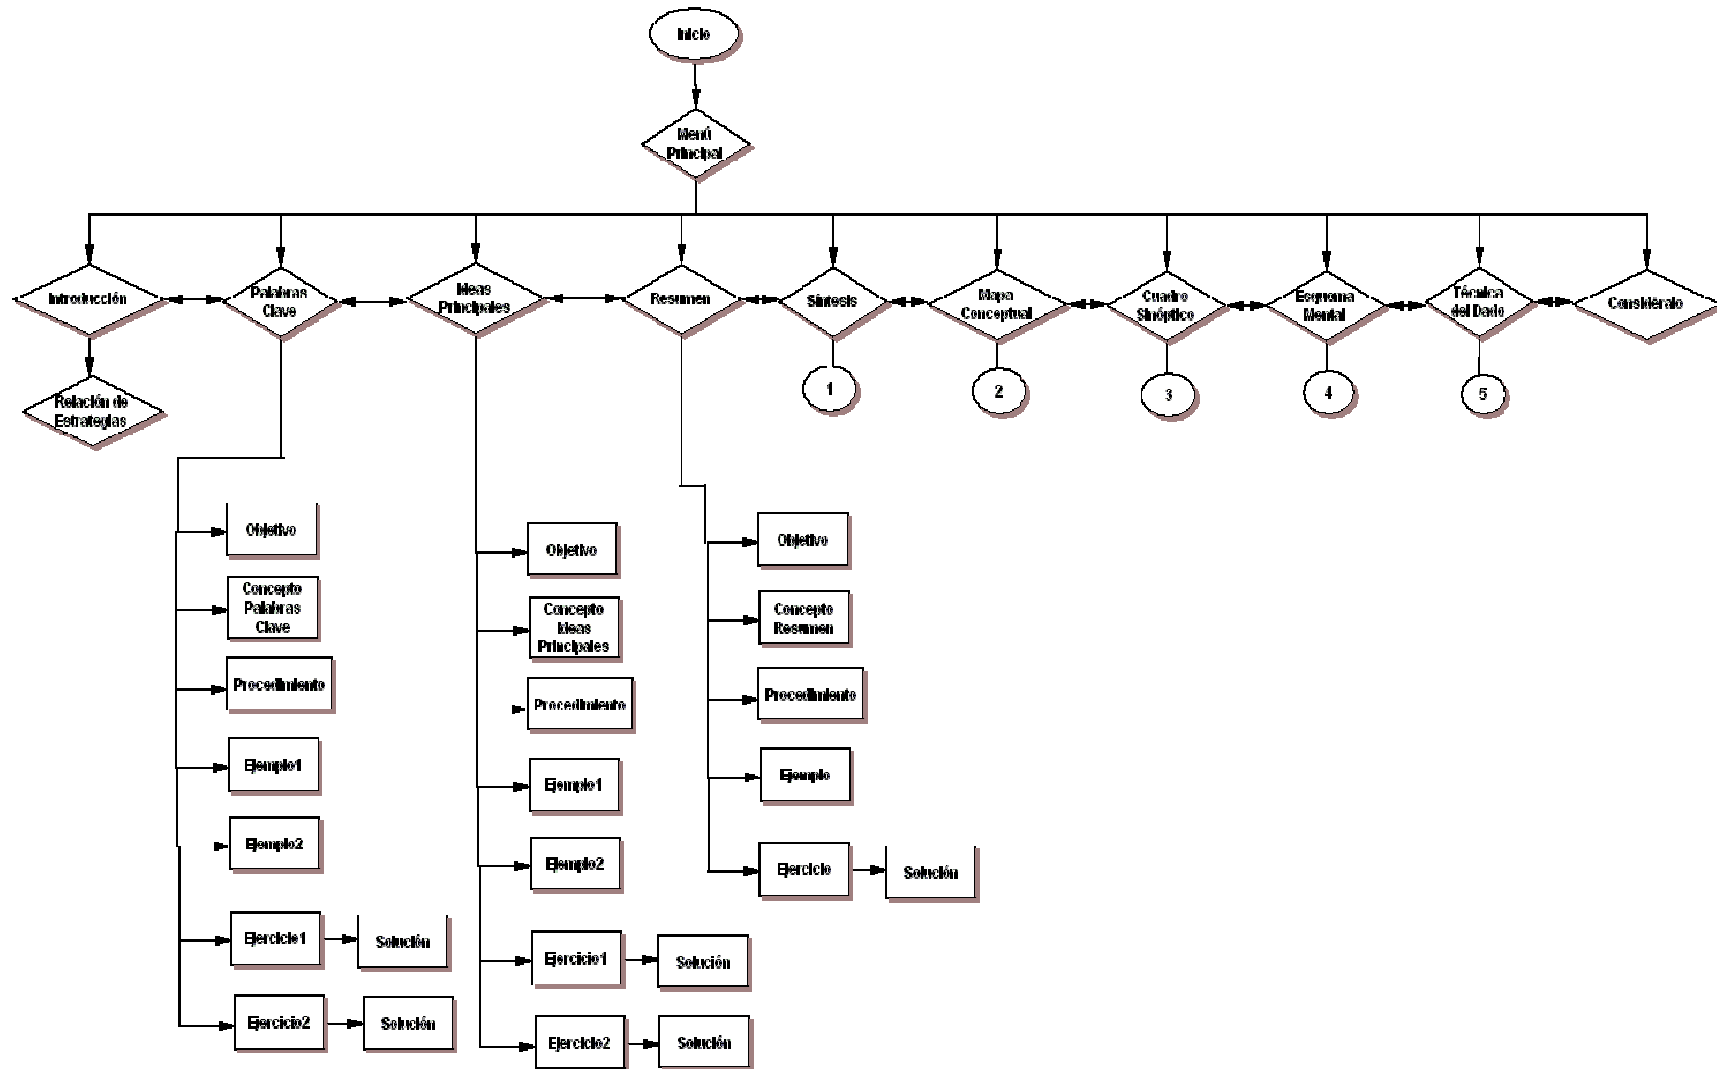 Inicio
Menú
Principal
Introducción
Palabras
Clave
Ideas
Principales
Resumen
Síntesis
Mapa
Conceptual
Cuadro
Sinóptico
Esquema
Mental
Técnica
del Dado
Considéralo
Relación de
Estrategias
1
2
3
4
5
Objetivo
Concepto
Palabras
Clave
Procedimiento
Ejemplo1
Ejemplo2
Ejercicio1
Solución
Ejercicio2
Solución
Objetivo
Concepto
Ideas
Principales
Procedimiento
Ejemplo1
Ejemplo2
Ejercicio1
Solución
Ejercicio2
Solución
Objetivo
Concepto
Resumen
Procedimiento
Ejemplo
Ejercicio
Solución